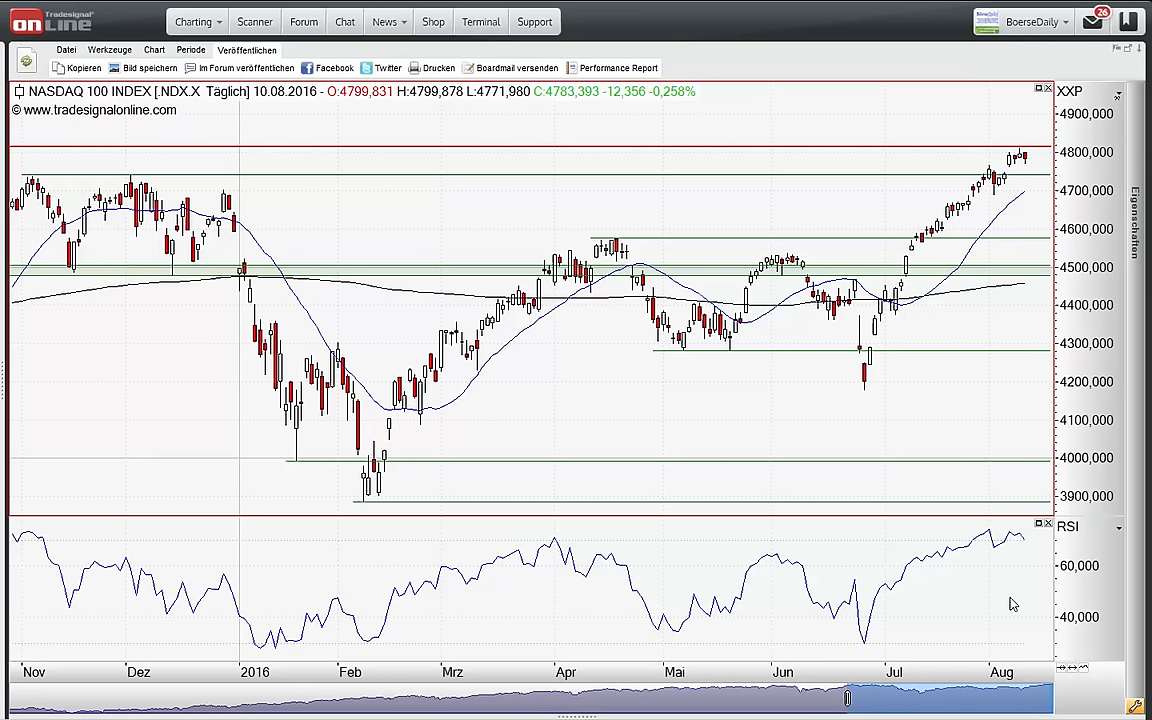 Tradesignal
on LINE
Charting Scanner Forum Chat News Shop Terminal Support
26
BoerseDaily
Datei Werkzeuge Chart Periode Veröffentlichen
Kopieren Bild speichern im Forum veröffentlichen Facebook Twitter Drucken Boardmail versenden Performance Report
NASDAQ 100 INDEX [.NDX.X Täglich] 10.08.2016 - O:4799,831 H:4799,878 L:4771,980 C:4783,393 -12,356 -0,258%
© www.tradesignalonline.com
XXP
4900,000
4800,000
4700,000
4600,000
4500,000
4400,000
4300,000
4200,000
4100,000
4000,000
3900,000
Eigenschaften
RSI
60,000
40,000
Nov Dez 2016 Feb Mrz Apr Mai Jun Jul Aug